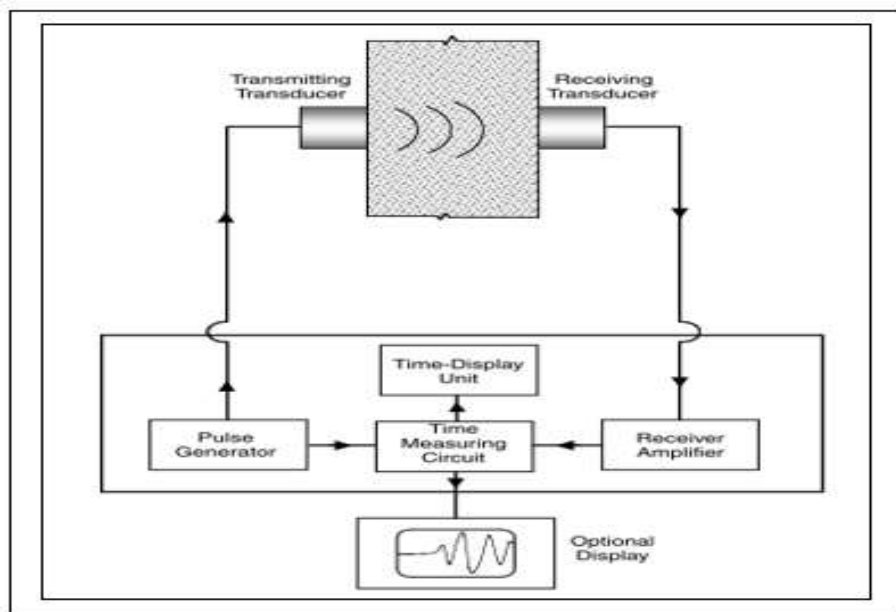 Transmitting
Transducer
Receiving
Transducer
Time-Display
Unit
Pulse
Generator
Time
Measuring
Circuit
Receiver
Amplifier
Optional
Display